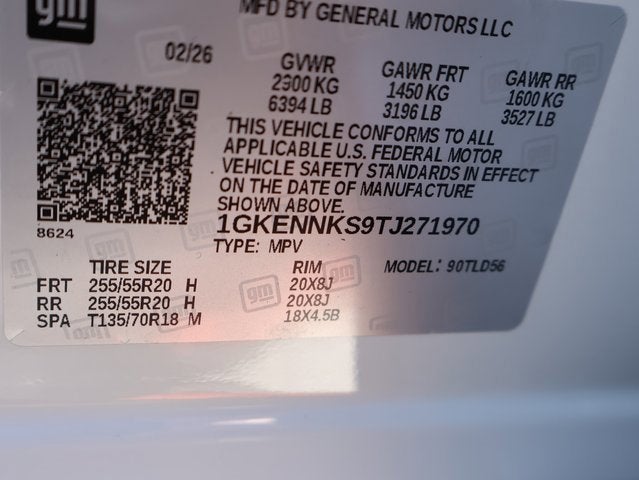 gm
MFD BY GENERAL MOTORS LLC
02/26
GVWR
2900 KG
6394 LB
GAWR FRT
1450 KG
3196 LB
GAWR RR
1600 KG
3527 LB
THIS VEHICLE CONFORMS TO ALL
APPLICABLE U.S. FEDERAL MOTOR
VEHICLE SAFETY STANDARDS IN EFFECT
ON THE DATE OF MANUFACTURE
SHOWN ABOVE.
8624
1GKENNKS9TJ271970
TYPE: MPV
TIRE SIZE RIM MODEL: 90TLD56
FRT 255/55R20 H 20X8J
RR 255/55R20 H 20X8J
SPA T135/70R18 M 18X4.5B